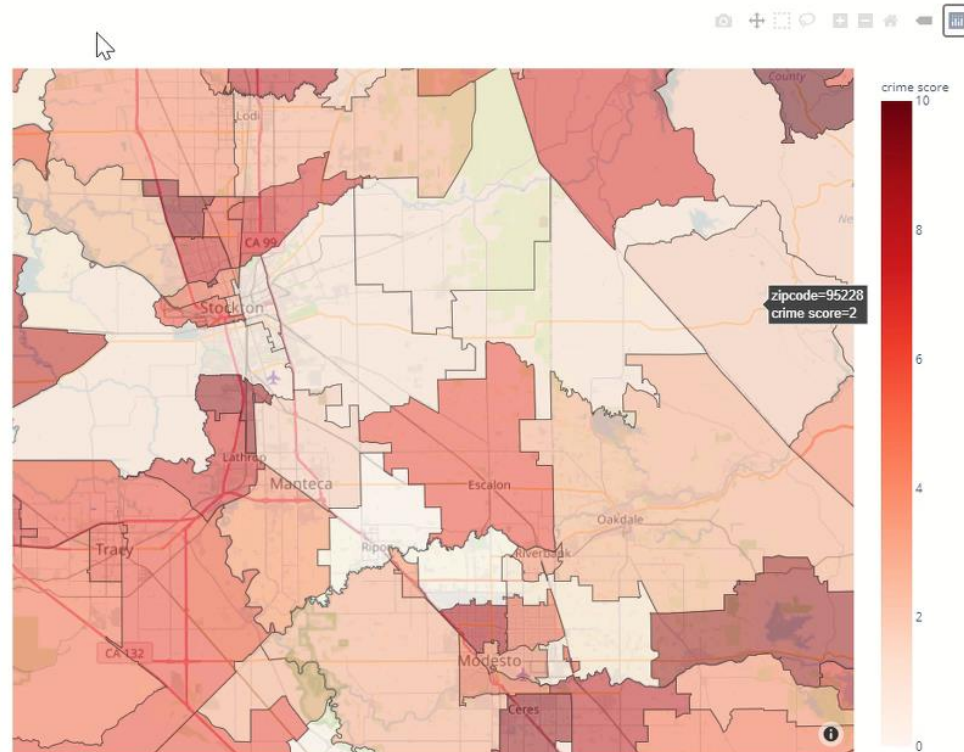 crime score
10
8
6
4
2
0
County
Lodi
CA 99
Stockton
zipcode=95228
crime score=2
Lathrop
Manteca
Escalon
Oakdale
Tracy
Ripon
Riverbank
CA 132
Modesto
Ceres